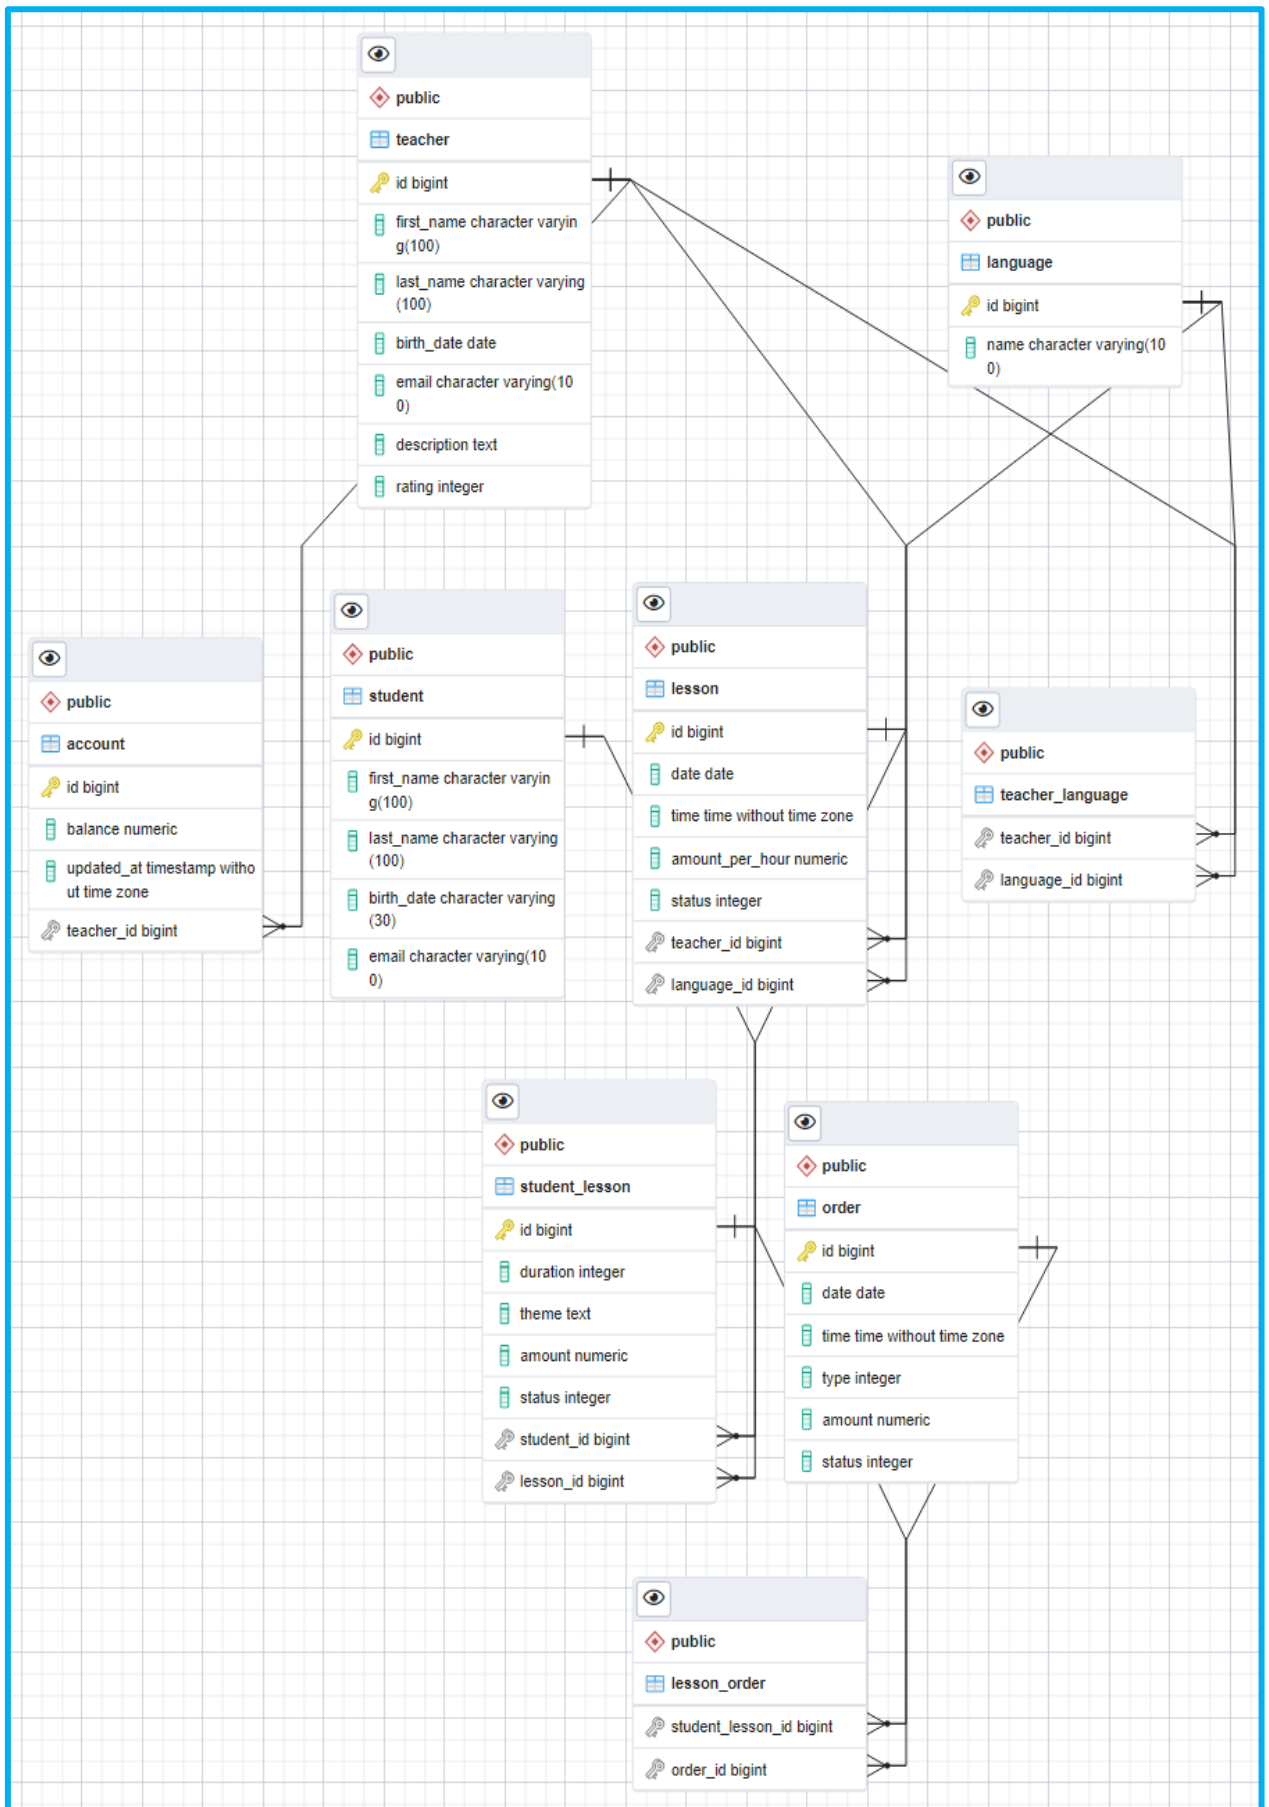 public
teacher
id bigint
first_name character varyin
g(100)
last_name character varying
(100)
birth_date date
email character varying(10
0)
description text
rating integer
public
language
id bigint
name character varying(10
0)
public
account
id bigint
balance numeric
updated_at timestamp witho
ut time zone
teacher_id bigint
public
student
id bigint
first_name character varyin
g(100)
last_name character varying
(100)
birth_date character varying
(30)
email character varying(10
0)
public
lesson
id bigint
date date
time time without time zone
amount_per_hour numeric
status integer
teacher_id bigint
language_id bigint
public
teacher_language
teacher_id bigint
language_id bigint
public
student_lesson
id bigint
duration integer
theme text
amount numeric
status integer
student_id bigint
lesson_id bigint
public
order
id bigint
date date
time time without time zone
type integer
amount numeric
status integer
public
lesson_order
student_lesson_id bigint
order_id bigint